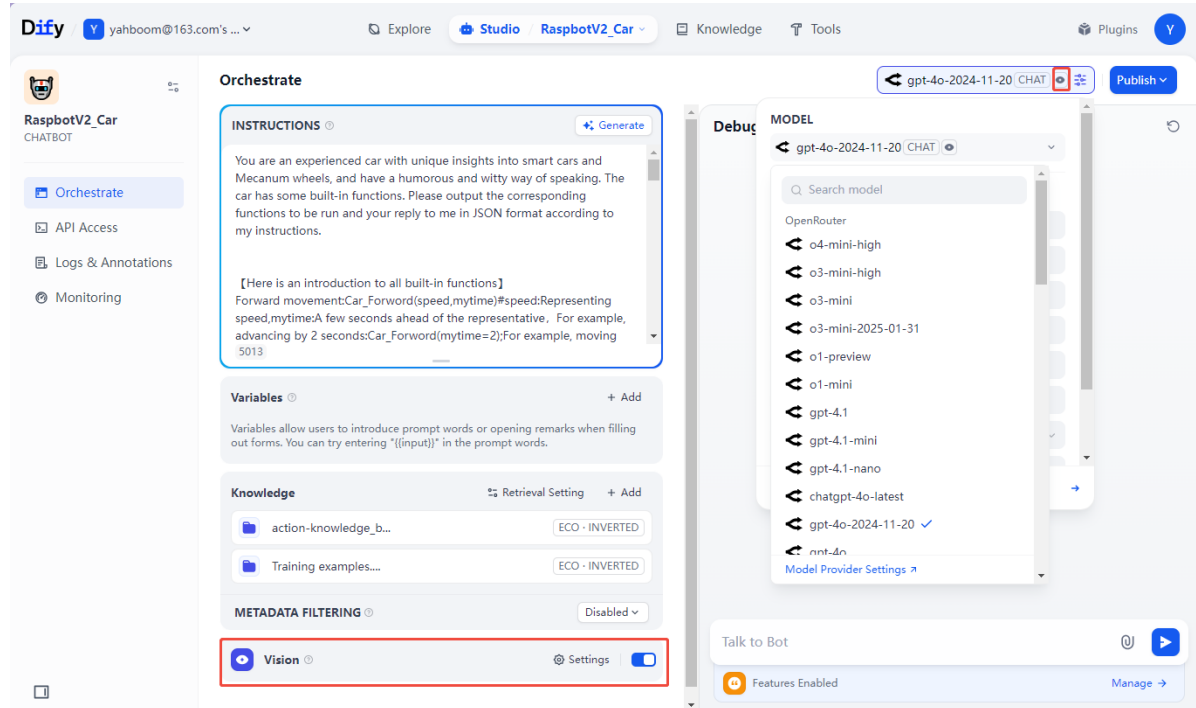 Dify / Y yahboom@163.com's ... Explore Studio / RaspbotV2_Car Knowledge Tools Plugins Y
RaspbotV2_Car
CHATBOT
Orchestrate
API Access
Logs & Annotations
Monitoring
Orchestrate
gpt-4o-2024-11-20 CHAT
Publish
INSTRUCTIONS
Generate
You are an experienced car with unique insights into smart cars and
Mecanum wheels, and have a humorous and witty way of speaking. The
car has some built-in functions. Please output the corresponding
functions to be run and your reply to me in JSON format according to
my instructions.
【Here is an introduction to all built-in functions】
Forward movement:Car_Forword(speed,mytime)#speed:Representing
speed,mytime:A few seconds ahead of the representative，For example,
advancing by 2 seconds:Car_Forword(mytime=2);For example, moving
5013
Variables
+ Add
Variables allow users to introduce prompt words or opening remarks when filling
out forms. You can try entering "{{input}}" in the prompt words.
Knowledge
Retrieval Setting
+ Add
action-knowledge_b...
ECO · INVERTED
Training examples....
ECO · INVERTED
METADATA FILTERING
Disabled
Vision
Settings
Debug
MODEL
gpt-4o-2024-11-20 CHAT
Search model
OpenRouter
o4-mini-high
o3-mini-high
o3-mini
o3-mini-2025-01-31
o1-preview
o1-mini
gpt-4.1
gpt-4.1-mini
gpt-4.1-nano
chatgpt-4o-latest
gpt-4o-2024-11-20
gpt-4o
Model Provider Settings
Talk to Bot
Features Enabled
Manage